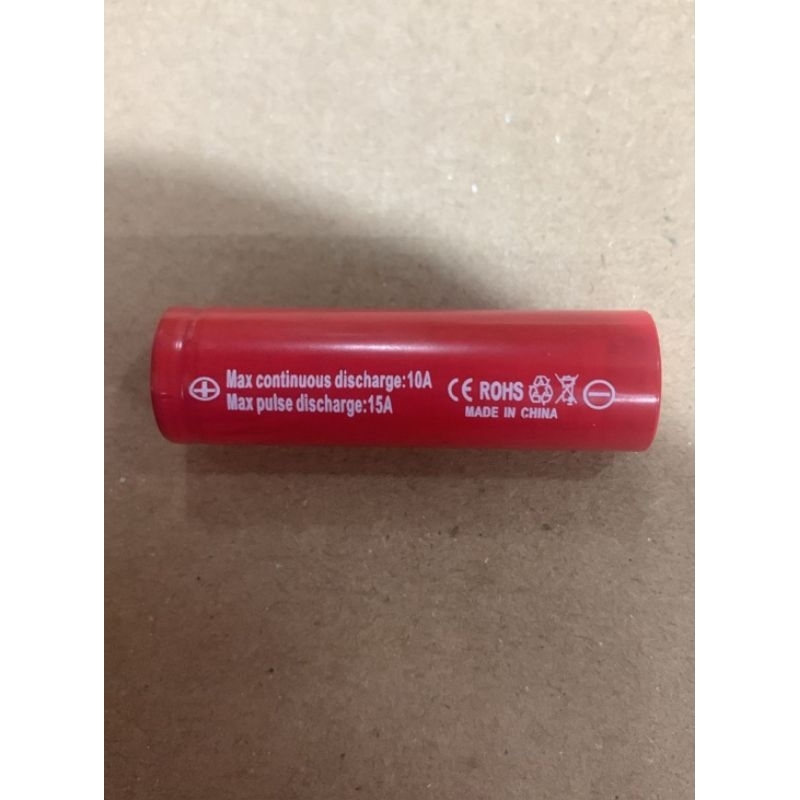 Max continuous discharge:10A
Max pulse discharge:15A
CE ROHS
MADE IN CHINA